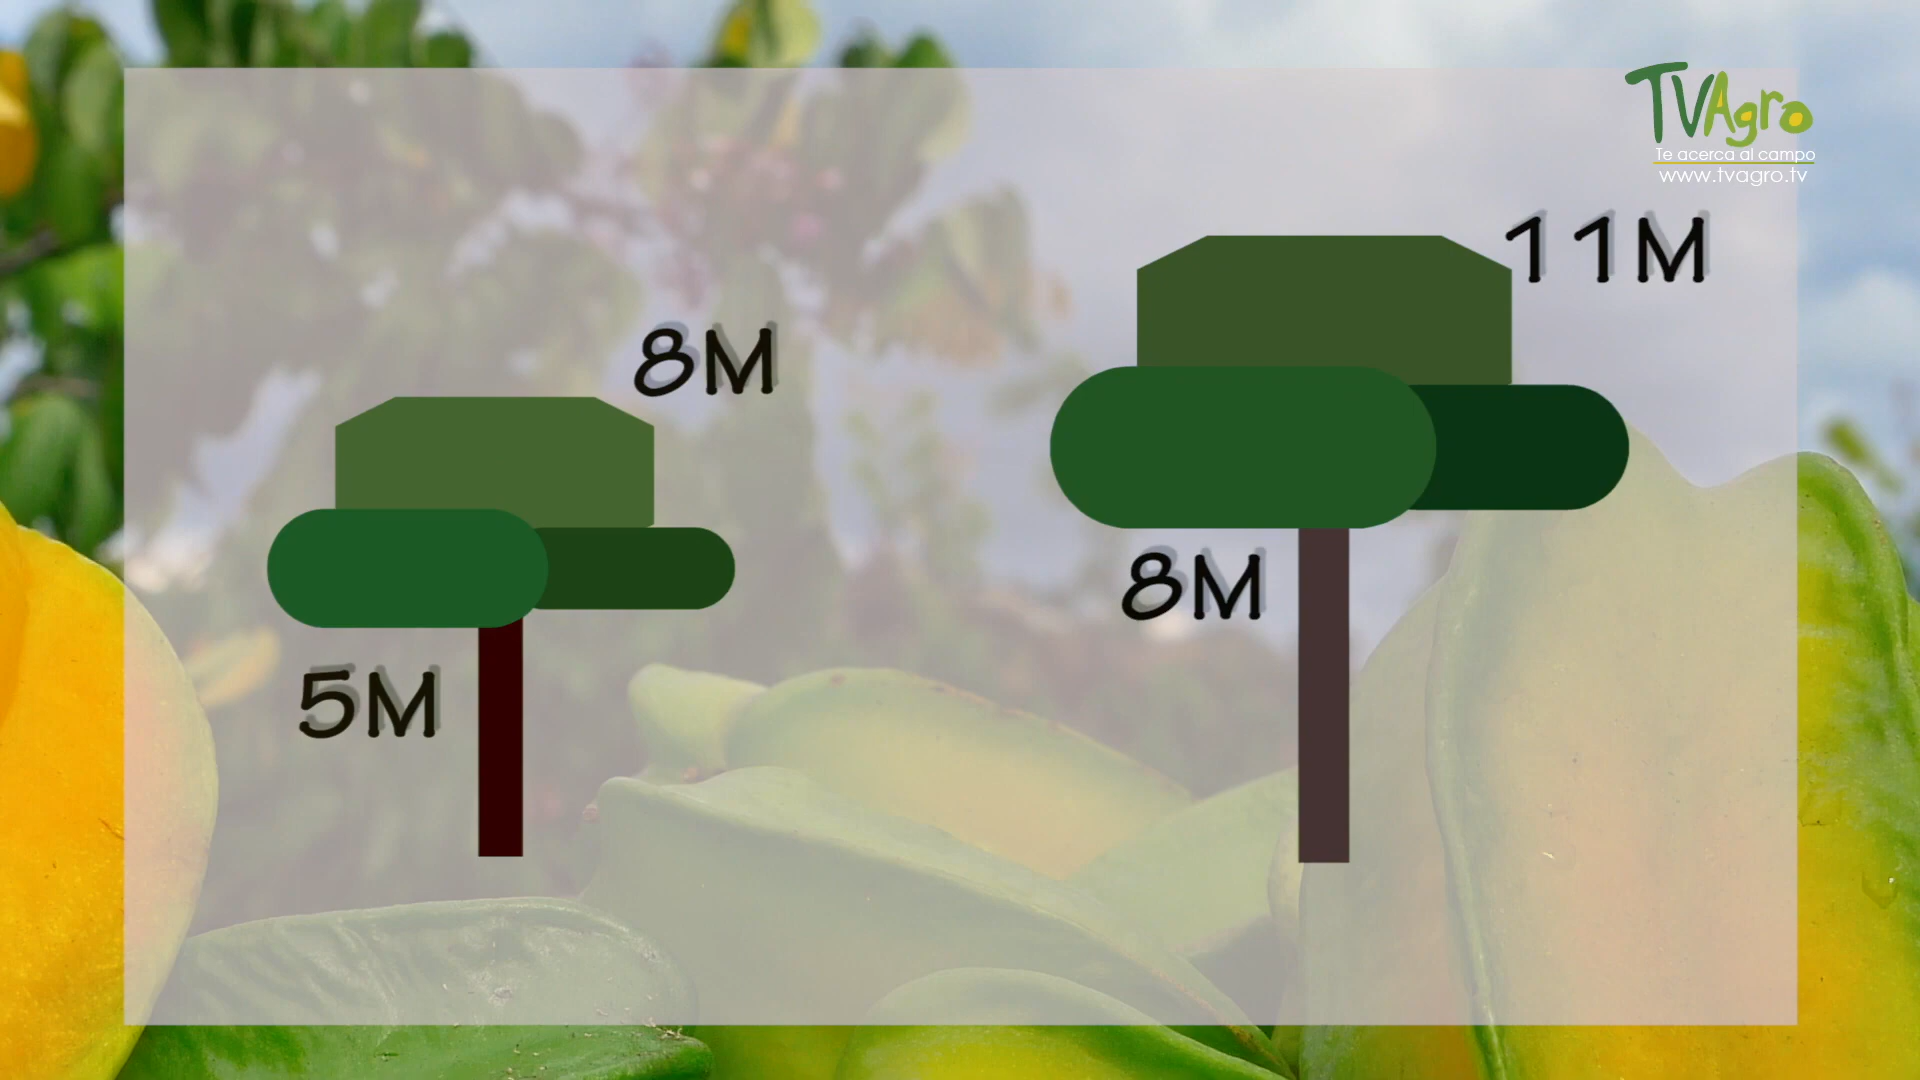 TVAgro
Te acerca al campo
www.tvagro.tv
11M
8M
8M
5M